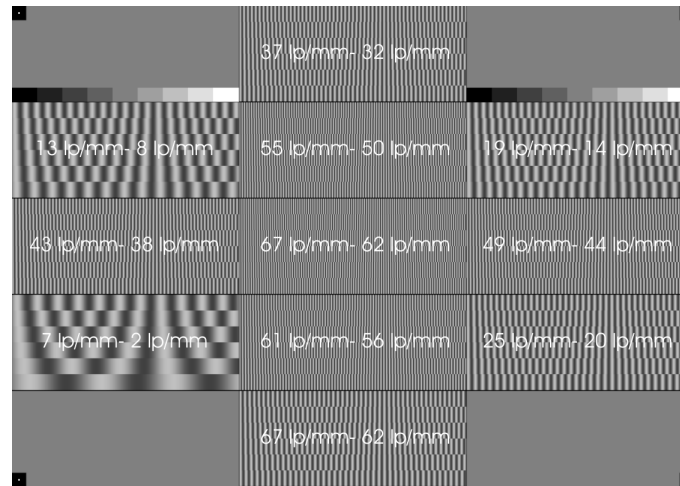 37 lp/mm- 32 lp/mm
13 lp/mm- 8 lp/mm
55 lp/mm- 50 lp/mm
19 lp/mm- 14 lp/mm
43 lp/mm- 38 lp/mm
67 lp/mm- 62 lp/mm
49 lp/mm- 44 lp/mm
7 lp/mm- 2 lp/mm
61 lp/mm- 56 lp/mm
25 lp/mm- 20 lp/mm
67 lp/mm- 62 lp/mm